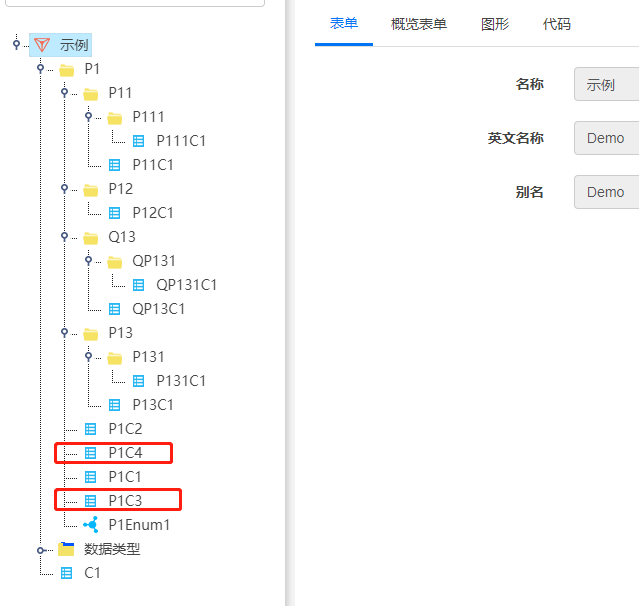 示例
P1
P11
P111
P111C1
P11C1
P12
P12C1
Q13
QP131
QP131C1
QP13C1
P13
P131
P131C1
P13C1
P1C2
P1C4
P1C1
P1C3
P1Enum1
数据类型
C1
表单 概览表单 图形 代码
名称 示例
英文名称 Demo
别名 Demo